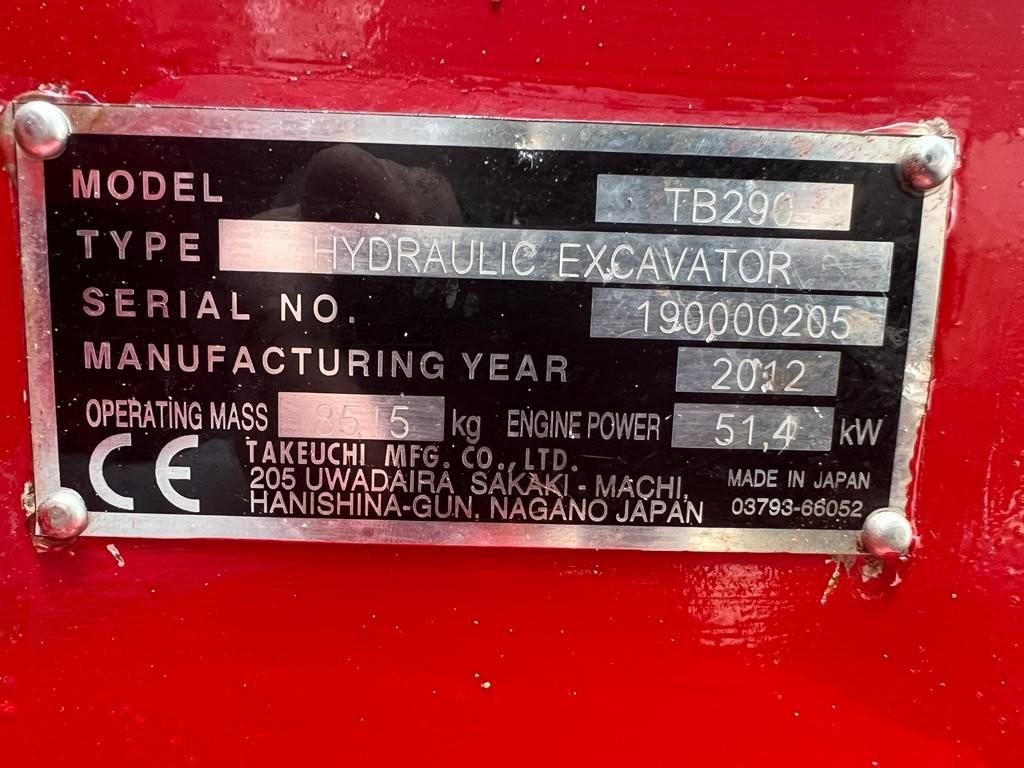 MODEL TB290
TYPE HYDRAULIC EXCAVATOR
SERIAL NO. 190000205
MANUFACTURING YEAR 2012
OPERATING MASS 8515 kg ENGINE POWER 51,4 kW
CE TAKEUCHI MFG. CO., LTD.
205 UWADAIRA, SAKAKI - MACHI,
HANISHINA-GUN. NAGANO JAPAN
MADE IN JAPAN
03793-66052